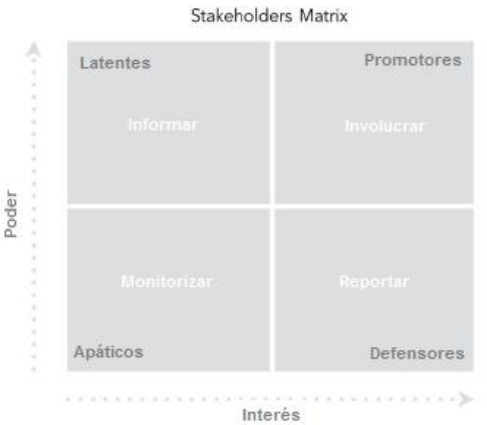 Stakeholders Matrix
Latentes
Promotores
Informar
Involucrar
Poder
Monitorizar
Reportar
Apáticos
Defensores
Interés